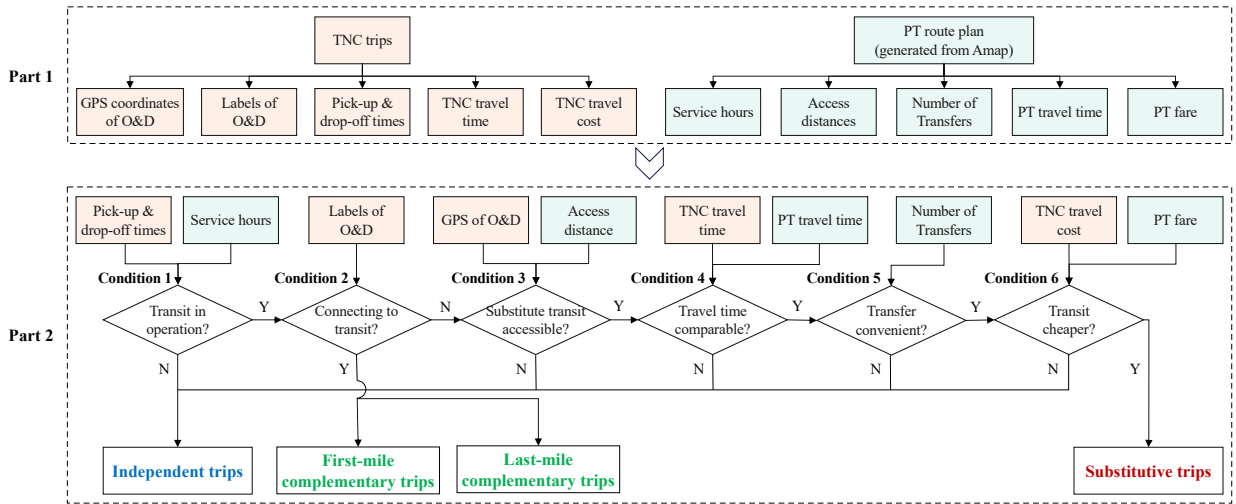 TNC trips
PT route plan
(generated from Amap)
Part 1
GPS coordinates
of O&D
Labels of
O&D
Pick-up &
drop-off times
TNC travel
time
TNC travel
cost
Service hours
Access
distances
Number of
Transfers
PT travel time
PT fare
Pick-up &
drop-off times
Service hours
Labels of
O&D
GPS of O&D
Access
distance
TNC travel
time
PT travel time
Number of
Transfers
TNC travel
cost
PT fare
Condition 1
Condition 2
Condition 3
Condition 4
Condition 5
Condition 6
Part 2
Transit in
operation?
Y
Connecting to
transit?
N
Substitute transit
accessible?
Y
Travel time
comparable?
Y
Transfer
convenient?
Y
Transit
cheaper?
N
Y
N
N
N
N
Y
Independent trips
First-mile
complementary trips
Last-mile
complementary trips
Substitutive trips